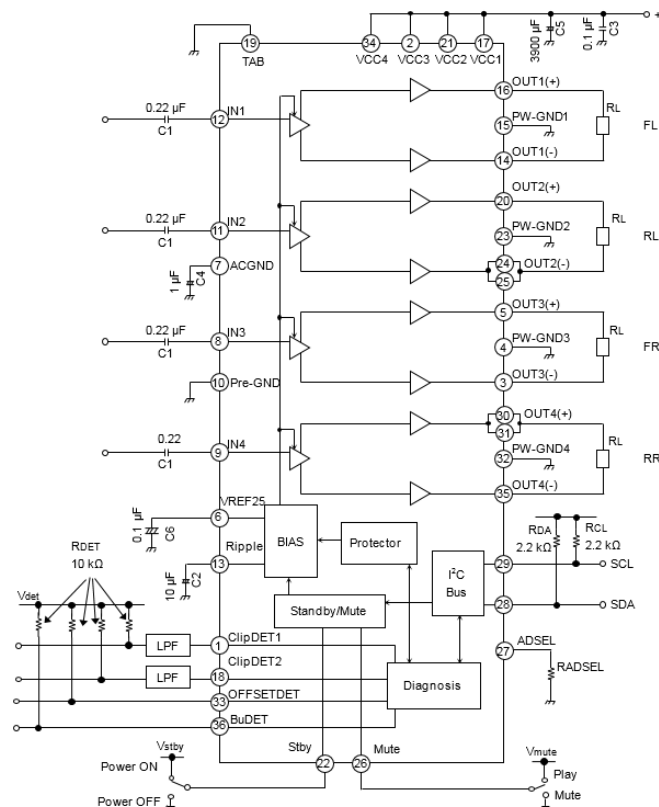 19
TAB
34
VCC4
2
VCC3
21
VCC2
17
VCC1
3900 µF
C5
0.1 µF
C3
+
0.22 µF
C1
12
IN1
16
OUT1(+)
15
PW-GND1
14
OUT1(-)
RL
FL
0.22 µF
C1
11
IN2
20
OUT2(+)
23
PW-GND2
24
25
OUT2(-)
RL
RL
7
ACGND
1 µF
C4
0.22 µF
C1
8
IN3
5
OUT3(+)
4
PW-GND3
3
OUT3(-)
RL
FR
10
Pre-GND
0.22
C1
9
IN4
30
31
OUT4(+)
32
PW-GND4
35
OUT4(-)
RL
RR
6
VREF25
0.1 µF
C6
13
Ripple
10 µF
C2
BIAS
Protector
Standby/Mute
I²C
Bus
Diagnosis
RDA
2.2 kΩ
RCL
2.2 kΩ
29
SCL
28
SDA
27
ADSEL
RADSEL
RDET
10 kΩ
Vdet
LPF
1
ClipDET1
LPF
18
ClipDET2
33
OFFSETDET
36
BuDET
Stby
22
Mute
26
Vstby
Power ON
Power OFF
Vmute
Play
Mute